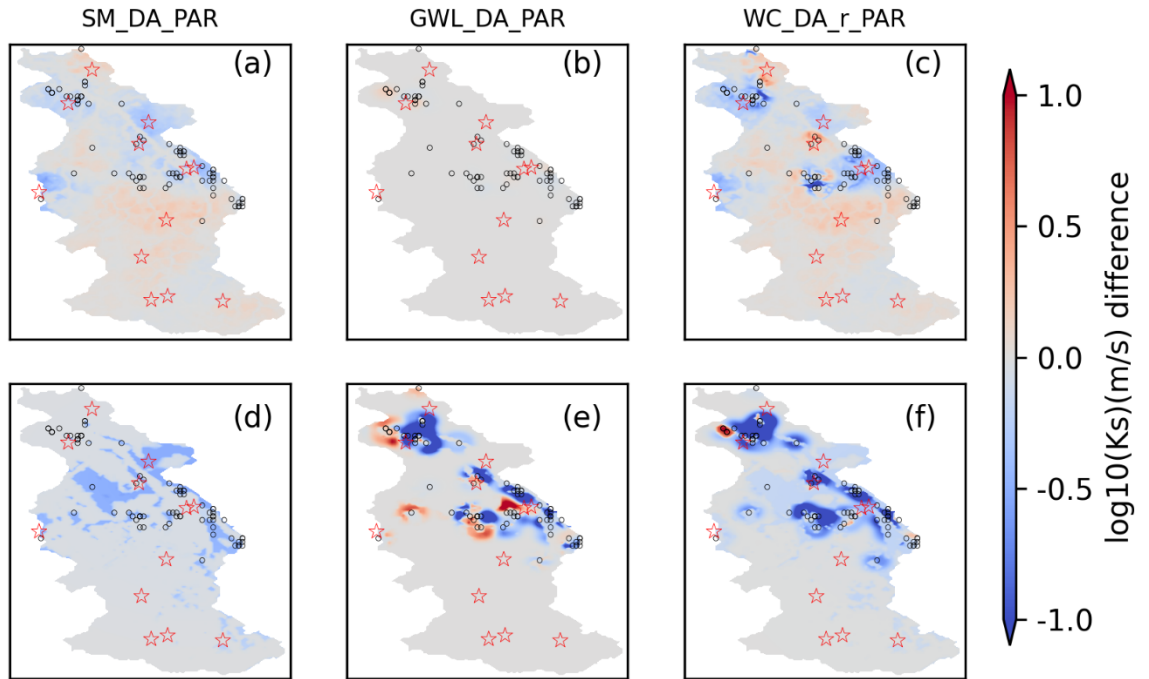 SM_DA_PAR GWL_DA_PAR WC_DA_r_PAR
(a) (b) (c)
1.0
0.5
0.0
-0.5
-1.0
log10(Ks)(m/s) difference
(d) (e) (f)